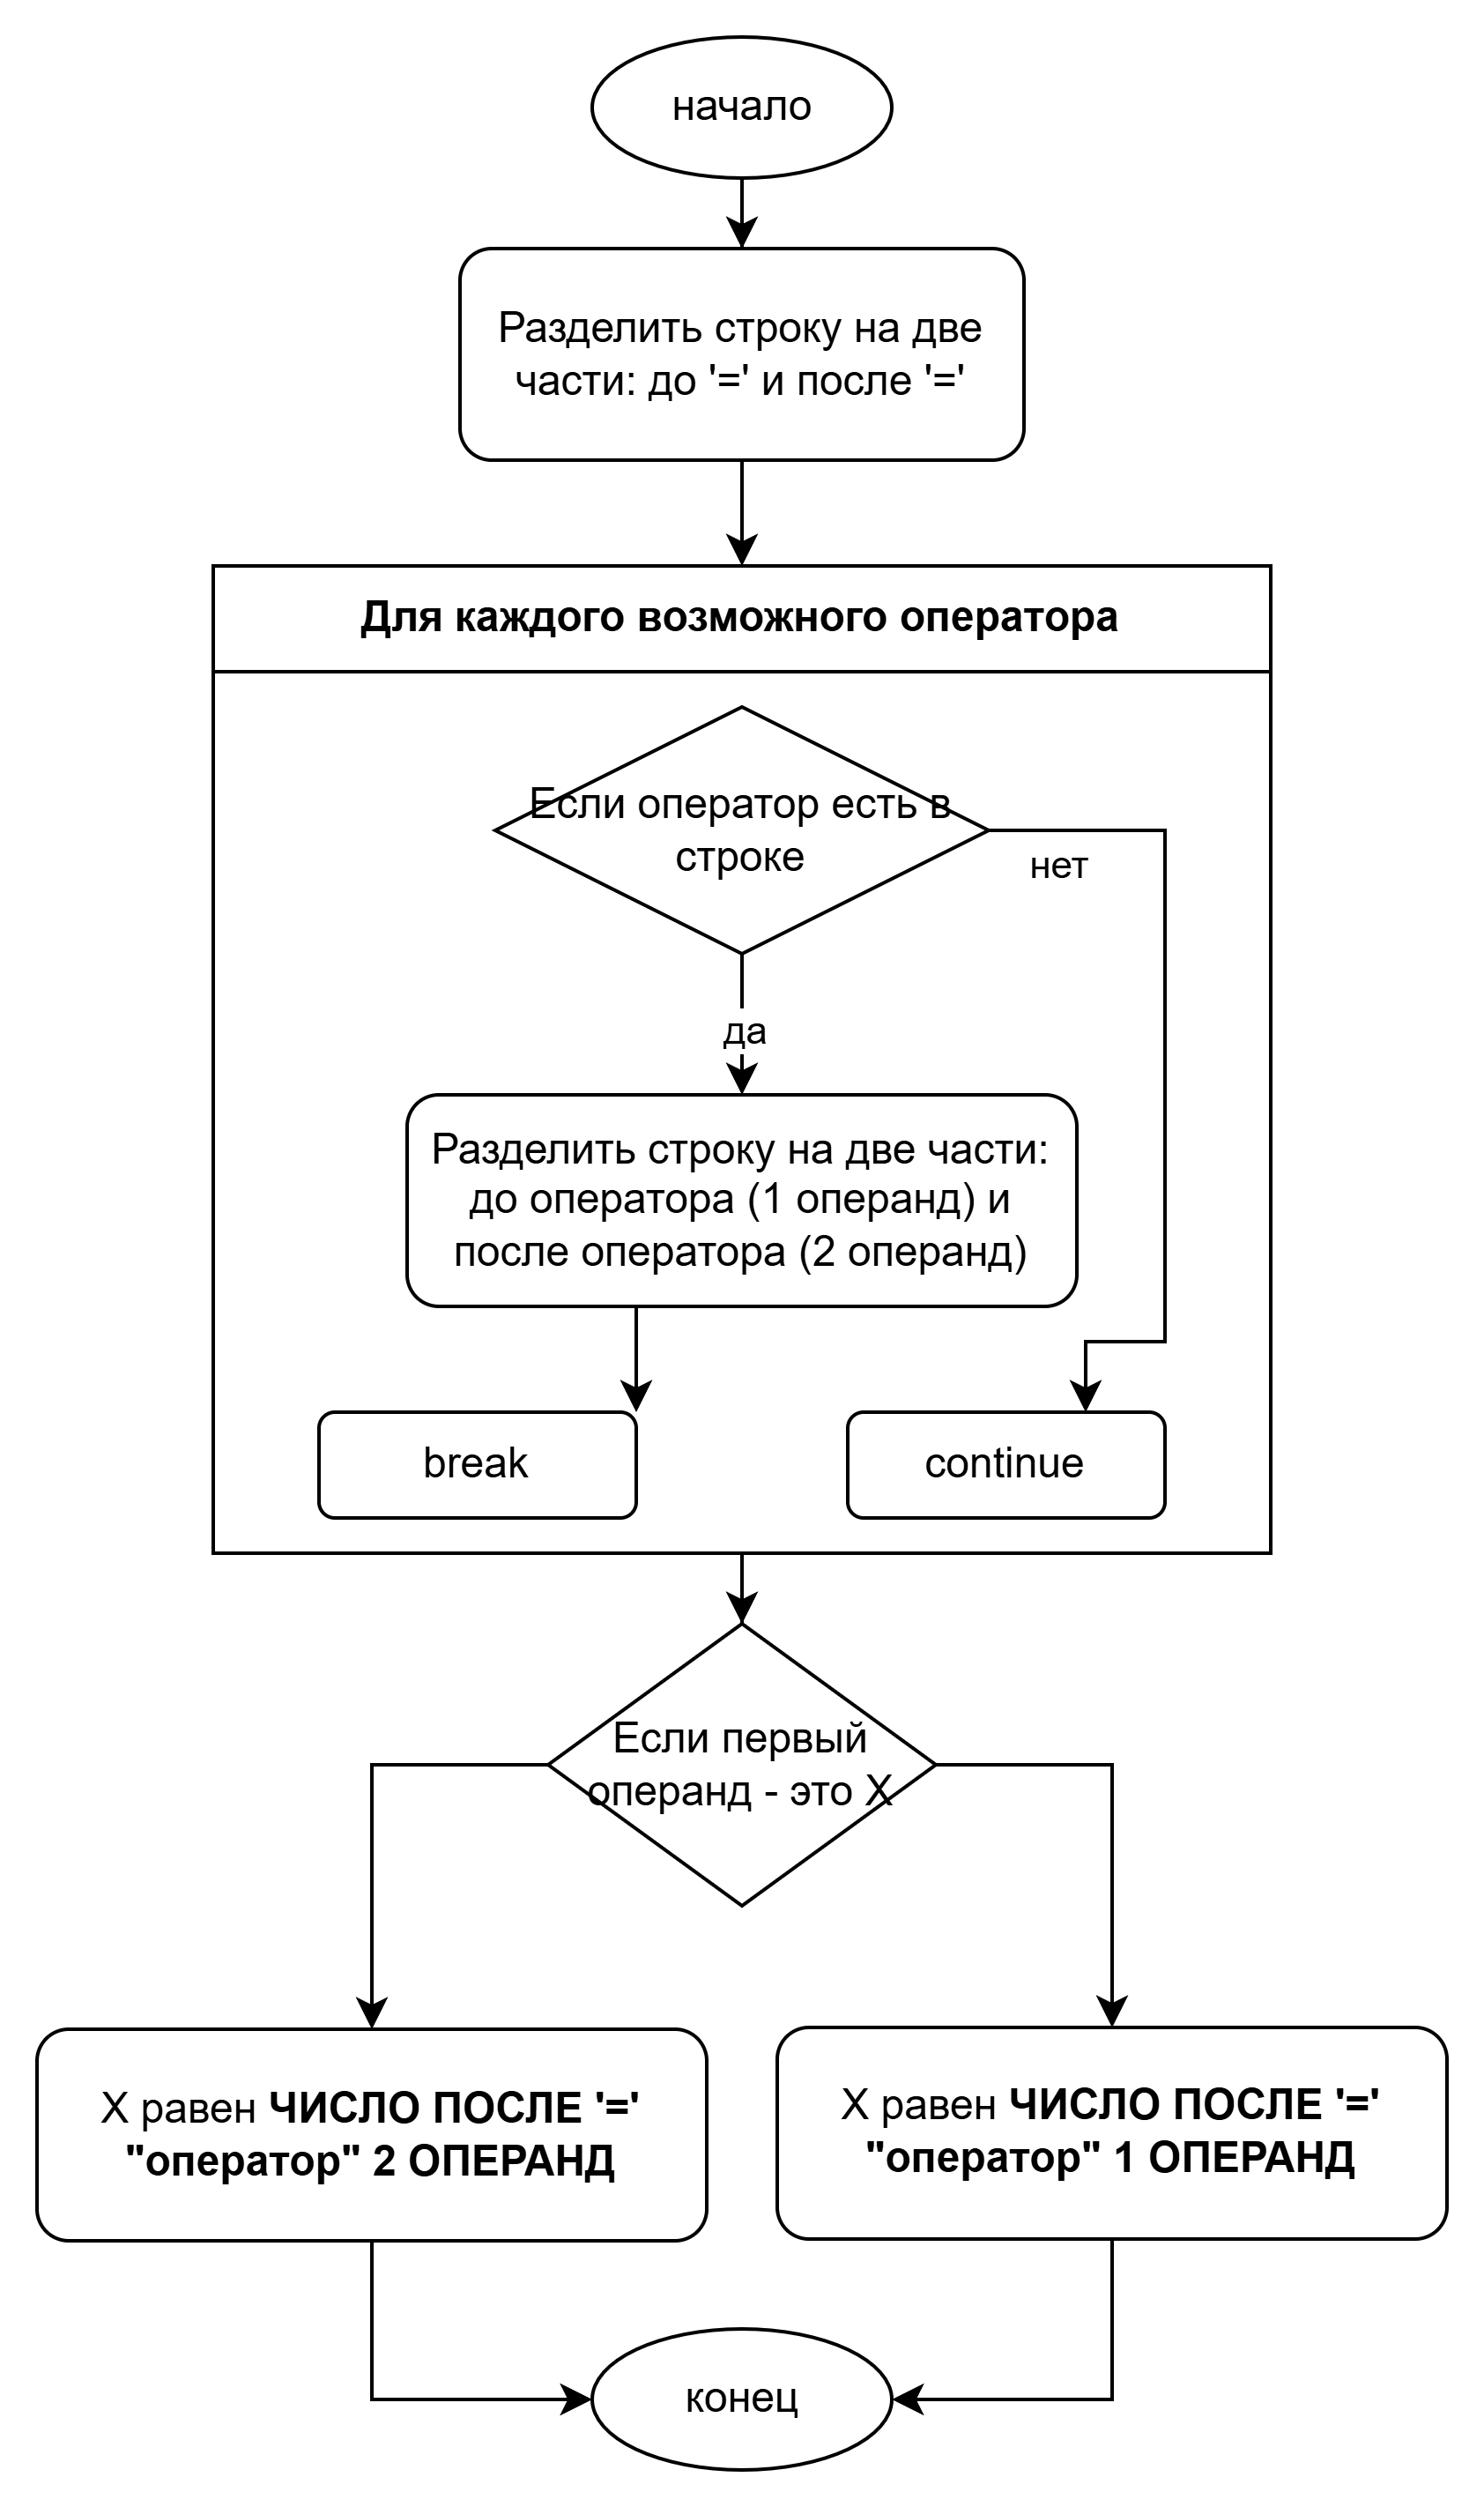 начало
Разделить строку на две
части: до '=' и после '='
Для каждого возможного оператора
Если оператор есть в
строке
нет
да
Разделить строку на две части:
до оператора (1 операнд) и
после оператора (2 операнд)
break
continue
Если первый
операнд - это X
X равен ЧИСЛО ПОСЛЕ '='
"оператор" 2 ОПЕРАНД
X равен ЧИСЛО ПОСЛЕ '='
"оператор" 1 ОПЕРАНД
конец